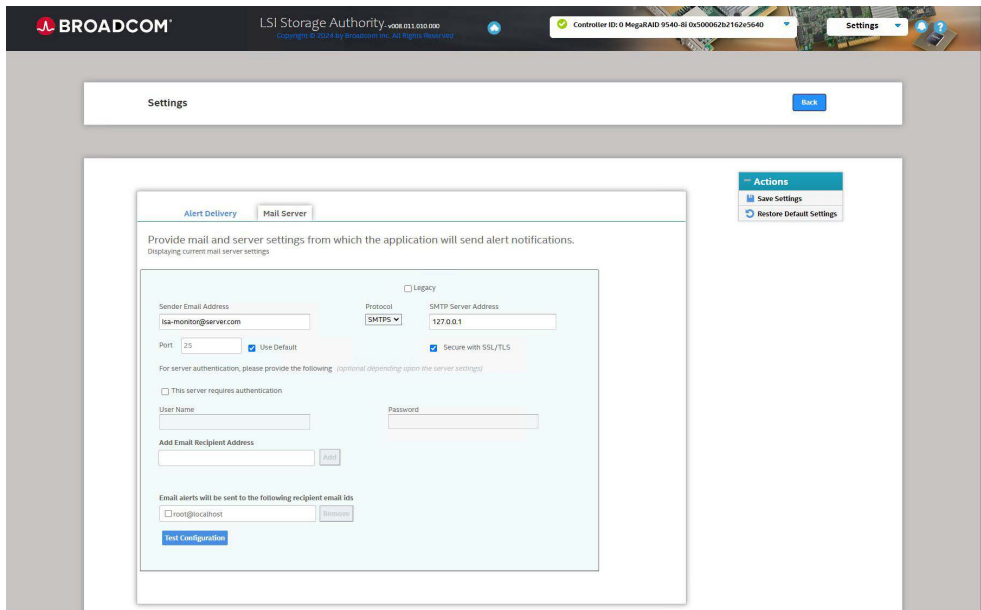 BROADCOM®
LSI Storage Authority. v008.011.010.000
Copyright © 2024 by Broadcom Inc. All Rights Reserved
Controller ID: 0 MegaRAID 9540-8i 0x500062b2162e5640
Settings
?
Settings
Back
Actions
Save Settings
Restore Default Settings
Alert Delivery
Mail Server
Provide mail and server settings from which the application will send alert notifications.
Displaying current mail server settings
Legacy
Sender Email Address
Protocol
SMTP Server Address
lsa-monitor@server.com
SMTPS
127.0.0.1
Port
25
Use Default
Secure with SSL/TLS
For server authentication, please provide the following (optional depending upon the server settings)
This server requires authentication
User Name
Password
Add Email Recipient Address
Add
Email alerts will be sent to the following recipient email ids
root@localhost
Remove
Test Configuration